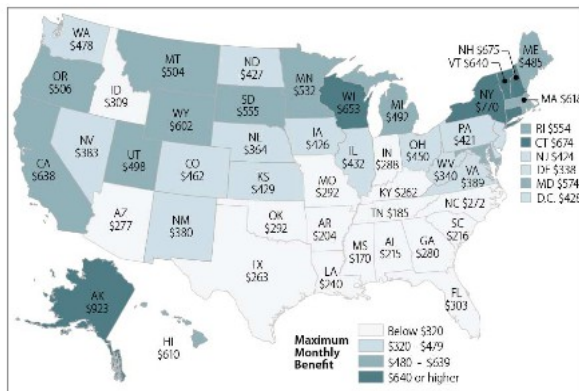 WA
$478
OR
$506
CA
$638
ID
$309
NV
$383
MT
$504
WY
$602
UT
$498
AZ
$277
CO
$462
NM
$380
ND
$427
SD
$555
$364
KS
$429
OK
$292
TX
$263
MN
$532
IA
$426
MO
$292
AR
$204
LA
$240
WI
$653
IL
$432
MI
$492
IN
$288
OH
$450
KY $262
TN $185
MS
$170
$215
GA
$280
FL
$303
SC
$216
NC $272
WV
$340
VA
$389
PA
$421
NY
$770
NH $675
VT $640
ME
$485
MA $618
RI $554
CT $674
NJ $424
DE $338
MD $574
D.C. $428
AK
$923
HI
$610
Maximum
Monthly
Benefit
Below $320
$320 - $479
$480 - $639
$640 or higher